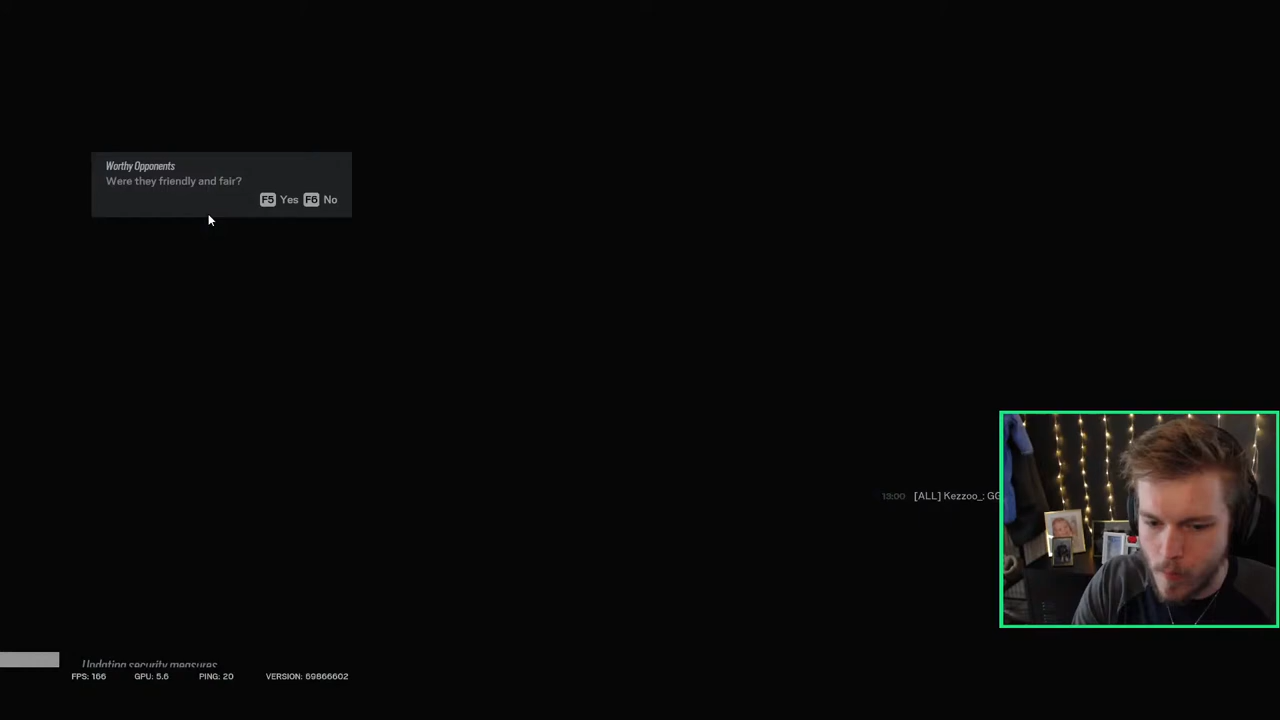 Worthy Opponents
Were they friendly and fair?
F5 Yes F6 No
13:00 [ALL] Kezzoo_: GG
Updating security measures
FPS: 166 GPU: 5.6 PING: 20 VERSION: 69866602